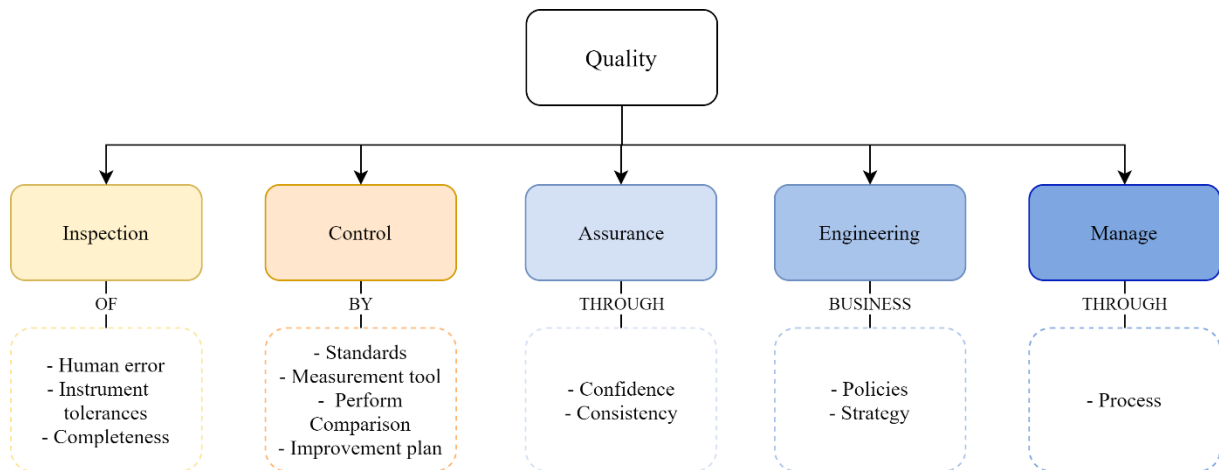 Quality
Inspection
Control
Assurance
Engineering
Manage
OF
BY
THROUGH
BUSINESS
THROUGH
- Human error
- Instrument
tolerances
- Completeness
- Standards
- Measurement tool
- Perform
Comparison
- Improvement plan
- Confidence
- Consistency
- Policies
- Strategy
- Process